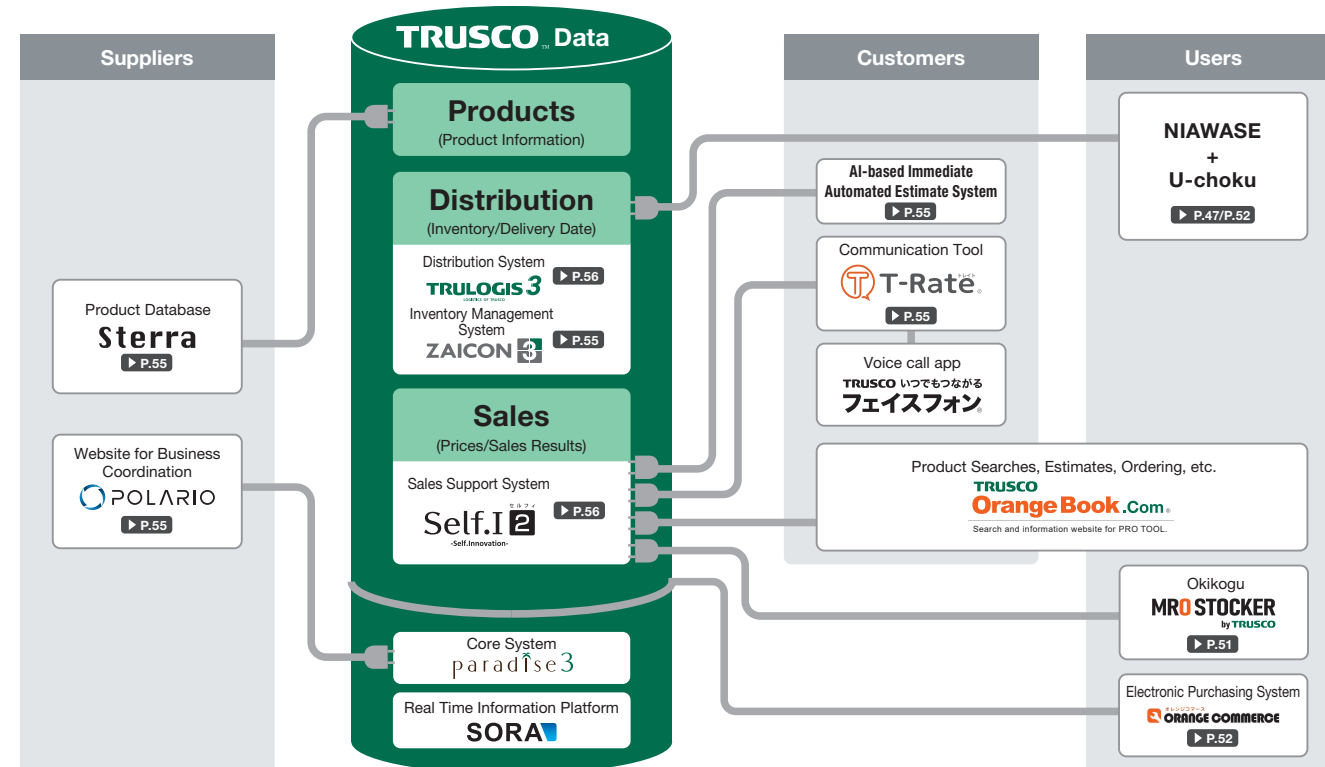 Suppliers
Product Database
Sterra
▶ P.55
Website for Business
Coordination
POLARIO
▶ P.55
TRUSCO™ Data
Products
(Product Information)
Distribution
(Inventory/Delivery Date)
Distribution System
TRULOGIS 3
LOGISTICS OF TRUSCO
▶ P.56
Inventory Management
System
ZAICON 3
▶ P.55
Sales
(Prices/Sales Results)
Sales Support System
セルフィ
Self.I 2
-Self.Innovation-
▶ P.56
Core System
paradise3
Real Time Information Platform
SORA
Customers
AI-based Immediate
Automated Estimate System
▶ P.55
Communication Tool
トレイト
T-Ratē®
▶ P.55
Voice call app
TRUSCO いつでもつながる
フェイスフォン®
Users
NIAWASE
+
U-choku
▶ P.47/P.52
Product Searches, Estimates, Ordering, etc.
TRUSCO
OrangeBook.Com®
Search and information website for PRO TOOL.
Okikogu
MRO STOCKER
by TRUSCO
▶ P.51
Electronic Purchasing System
オレンジコマース
ORANGE COMMERCE
▶ P.52